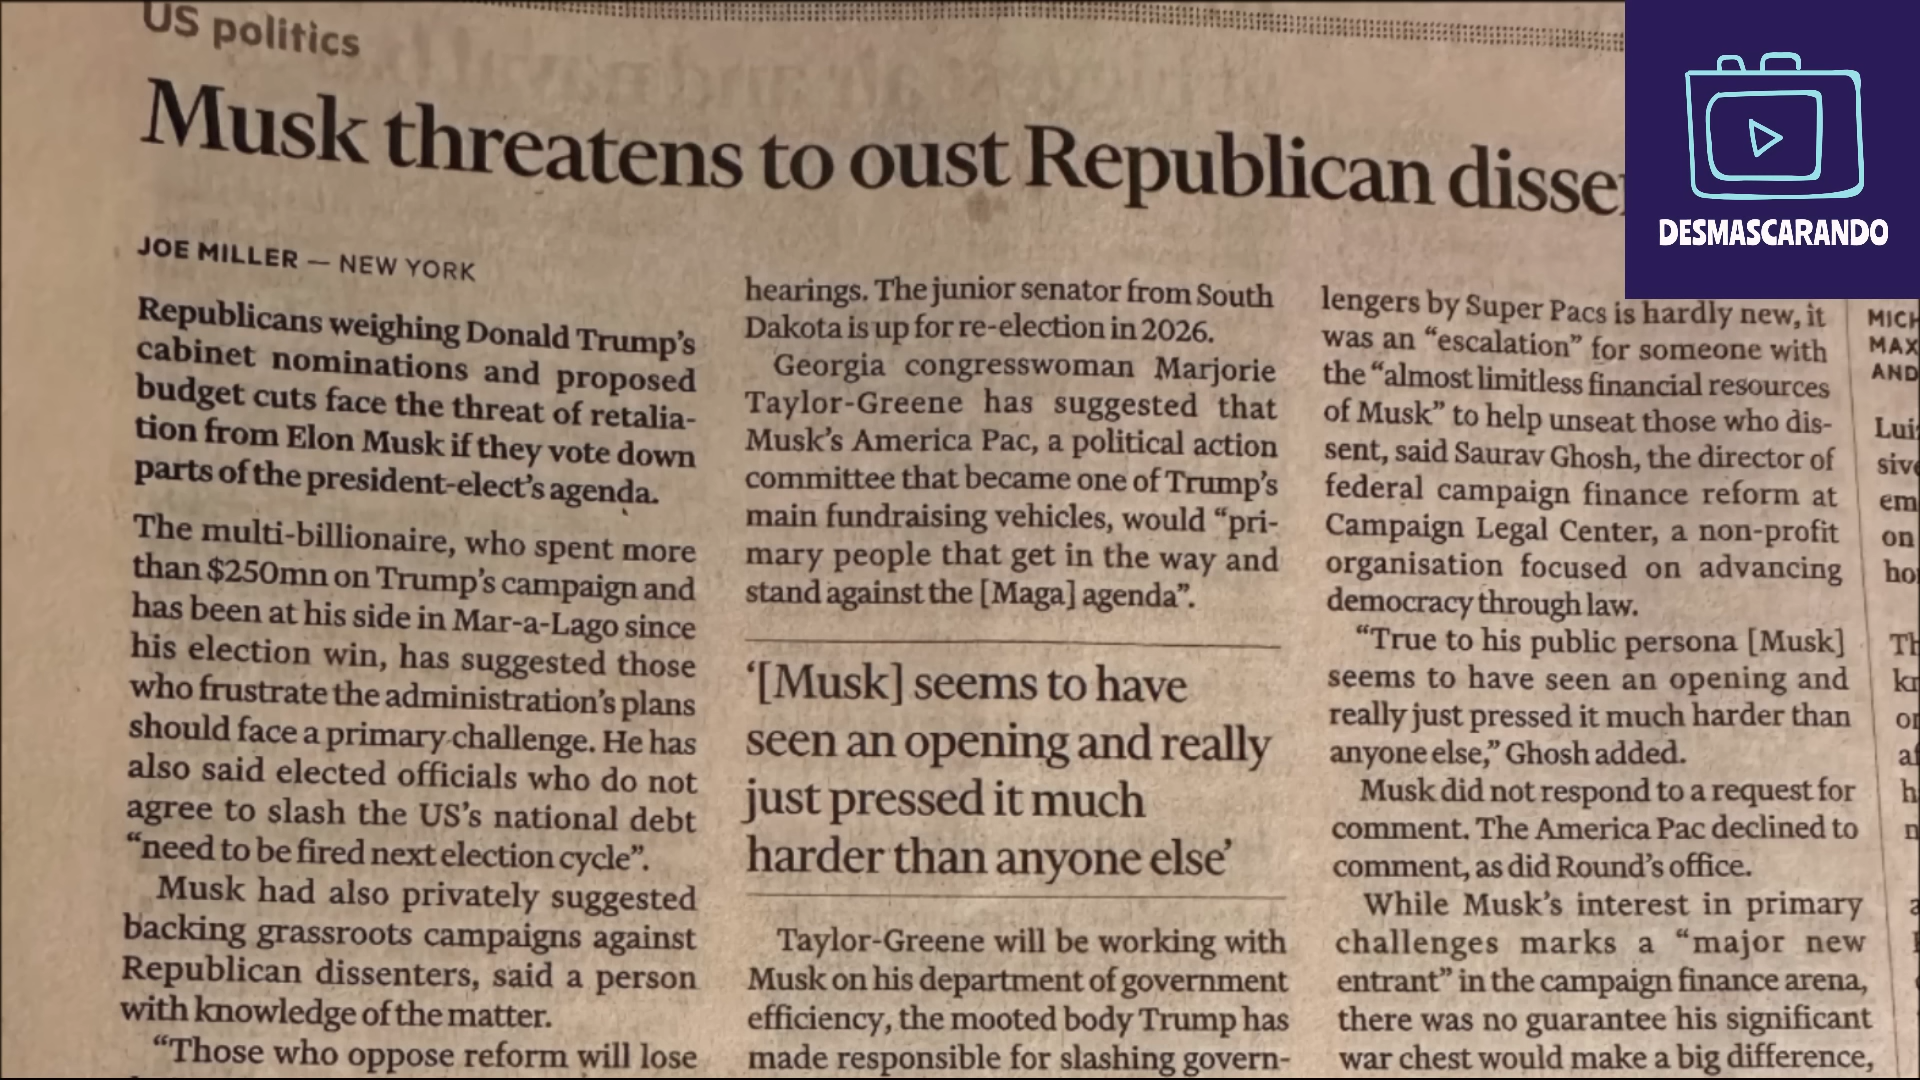 US politics
Musk threatens to oust Republican
JOE MILLER — NEW YORK
Republicans weighing Donald Trump's
cabinet nominations and proposed
budget cuts face the threat of retalia-
tion from Elon Musk if they vote down
parts of the president-elect's agenda.
The multi-billionaire, who spent more
than $250mn on Trump's campaign and
has been at his side in Mar-a-Lago since
his election win, has suggested those
who frustrate the administration's plans
should face a primary challenge. He has
also said elected officials who do not
agree to slash the US's national debt
“need to be fired next election cycle”.
Musk had also privately suggested
backing grassroots campaigns against
Republican dissenters, said a person
with knowledge of the matter.
“Those who oppose reform will lose
hearings. The junior senator from South
Dakota is up for re-election in 2026.
Georgia congresswoman Marjorie
Taylor-Greene has suggested that
Musk's America Pac, a political action
committee that became one of Trump's
main fundraising vehicles, would “pri-
mary people that get in the way and
stand against the [Maga] agenda”.
‘[Musk] seems to have
seen an opening and really
just pressed it much
harder than anyone else’
Taylor-Greene will be working with
Musk on his department of government
efficiency, the mooted body Trump has
made responsible for slashing govern-
lengers by Super Pacs is hardly new, it
was an “escalation” for someone with
the “almost limitless financial resources
of Musk” to help unseat those who dis-
sent, said Saurav Ghosh, the director of
federal campaign finance reform at
Campaign Legal Center, a non-profit
organisation focused on advancing
democracy through law.
“True to his public persona [Musk]
seems to have seen an opening and
really just pressed it much harder than
anyone else,” Ghosh added.
Musk did not respond to a request for
comment. The America Pac declined to
comment, as did Round's office.
While Musk's interest in primary
challenges marks a “major new
entrant” in the campaign finance arena,
there was no guarantee his significant
war chest would make a big difference,
MAX
AND
on
DESMASCARANDO